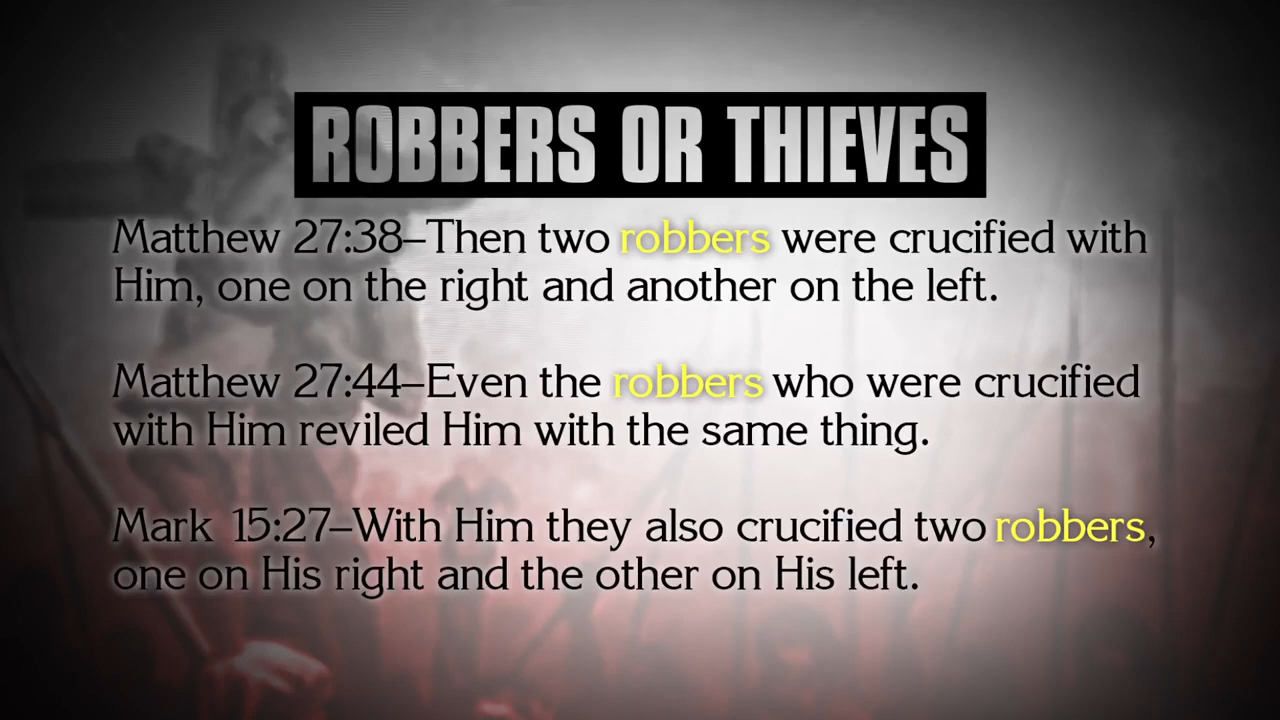 ROBBERS OR THIEVES
Matthew 27:38–Then two robbers were crucified with
Him, one on the right and another on the left.
Matthew 27:44–Even the robbers who were crucified
with Him reviled Him with the same thing.
Mark 15:27–With Him they also crucified two robbers,
one on His right and the other on His left.